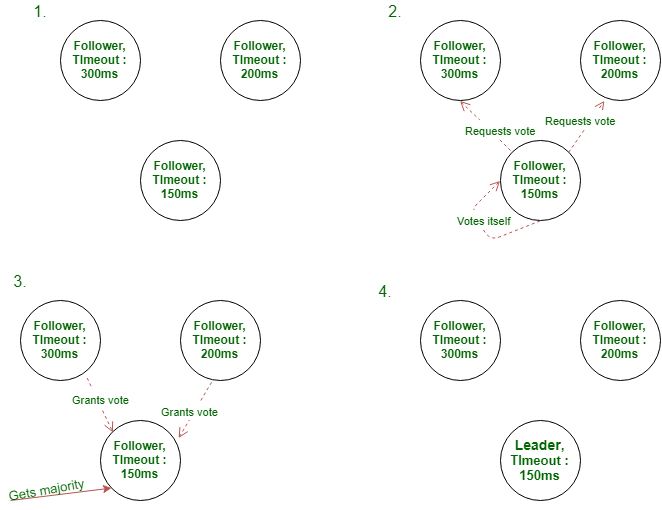 1.
Follower,
TImeout :
300ms
Follower,
TImeout :
200ms
Follower,
TImeout :
150ms
2.
Follower,
TImeout :
300ms
Follower,
TImeout :
200ms
Requests vote
Requests vote
Follower,
TImeout :
150ms
Votes itself
3.
Follower,
TImeout :
300ms
Follower,
TImeout :
200ms
Grants vote
Grants vote
Follower,
TImeout :
150ms
Gets majority
4.
Follower,
TImeout :
300ms
Follower,
TImeout :
200ms
Leader,
TImeout :
150ms